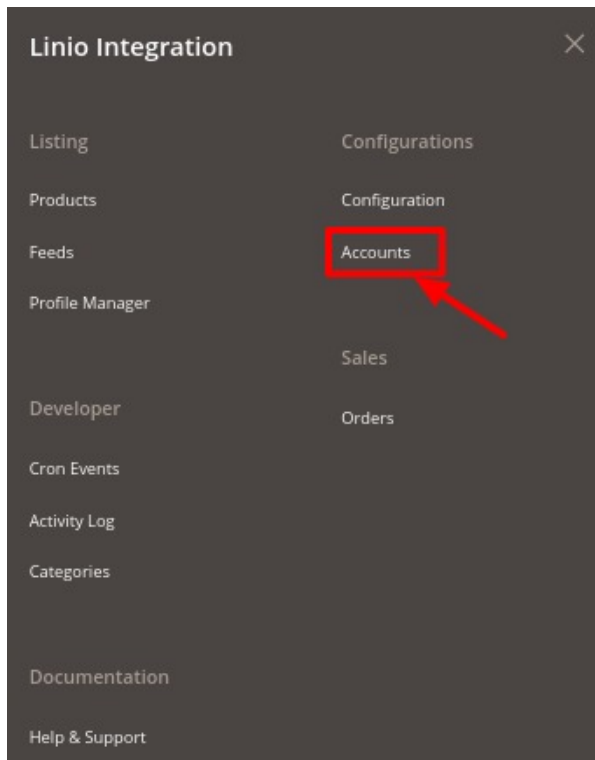 Linio Integration
Listing
Products
Feeds
Profile Manager
Developer
Cron Events
Activity Log
Categories
Documentation
Help & Support
Configurations
Configuration
Accounts
Sales
Orders